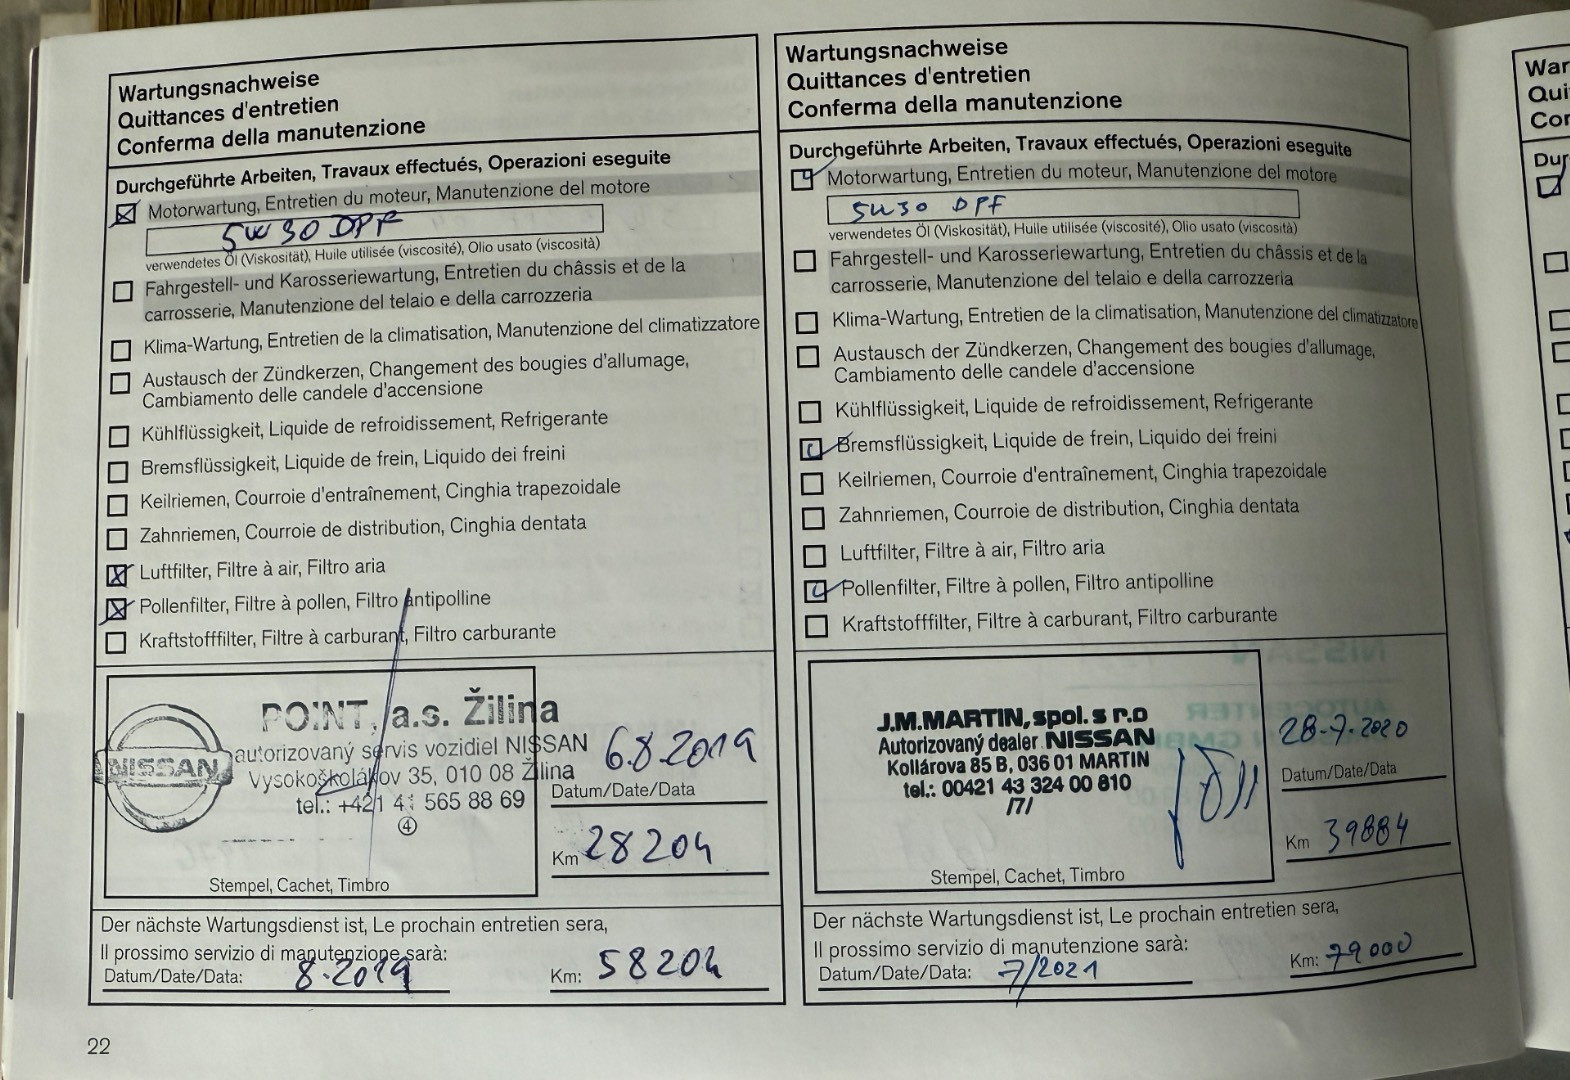 Wartungsnachweise
Quittances d'entretien
Conferma della manutenzione
Durchgeführte Arbeiten, Travaux effectués, Operazioni eseguite
Motorwartung, Entretien du moteur, Manutenzione del motore
5W30 DPF
verwendetes Öl (Viskosität), Huile utilisée (viscosité), Olio usato (viscosità)
Fahrgestell- und Karosseriewartung, Entretien du châssis et de la
carrosserie, Manutenzione del telaio e della carrozzeria
Klima-Wartung, Entretien de la climatisation, Manutenzione del climatizzatore
Austausch der Zündkerzen, Changement des bougies d'allumage,
Cambiamento delle candele d'accensione
Kühlflüssigkeit, Liquide de refroidissement, Refrigerante
Bremsflüssigkeit, Liquide de frein, Liquido dei freini
Keilriemen, Courroie d'entraînement, Cinghia trapezoidale
Zahnriemen, Courroie de distribution, Cinghia dentata
Luftfilter, Filtre à air, Filtro aria
Pollenfilter, Filtre à pollen, Filtro antipolline
Kraftstofffilter, Filtre à carburant, Filtro carburante
NISSAN
POINT, a.s. Žilina
autorizovaný servis vozidiel NISSAN
Vysokoškolákov 35, 010 08 Žilina
tel.: +421 41 565 88 69
4
Stempel, Cachet, Timbro
6.8.2019
Datum/Date/Data
Km 28204
Der nächste Wartungsdienst ist, Le prochain entretien sera,
Il prossimo servizio di manutenzione sarà:
Datum/Date/Data: 8.2019 Km: 58204
22
Wartungsnachweise
Quittances d'entretien
Conferma della manutenzione
Durchgeführte Arbeiten, Travaux effectués, Operazioni eseguite
Motorwartung, Entretien du moteur, Manutenzione del motore
5W30 DPF
verwendetes Öl (Viskosität), Huile utilisée (viscosité), Olio usato (viscosità)
Fahrgestell- und Karosseriewartung, Entretien du châssis et de la
carrosserie, Manutenzione del telaio e della carrozzeria
Klima-Wartung, Entretien de la climatisation, Manutenzione del climatizzatore
Austausch der Zündkerzen, Changement des bougies d'allumage,
Cambiamento delle candele d'accensione
Kühlflüssigkeit, Liquide de refroidissement, Refrigerante
Bremsflüssigkeit, Liquide de frein, Liquido dei freini
Keilriemen, Courroie d'entraînement, Cinghia trapezoidale
Zahnriemen, Courroie de distribution, Cinghia dentata
Luftfilter, Filtre à air, Filtro aria
Pollenfilter, Filtre à pollen, Filtro antipolline
Kraftstofffilter, Filtre à carburant, Filtro carburante
J.M.MARTIN, spol. s r.o
Autorizovaný dealer NISSAN
Kollárova 85 B, 036 01 MARTIN
tel.: 00421 43 324 00 810
/7/
Stempel, Cachet, Timbro
28.7.2020
Datum/Date/Data
Km 39884
Der nächste Wartungsdienst ist, Le prochain entretien sera,
Il prossimo servizio di manutenzione sarà:
Datum/Date/Data: 7/2021 Km: 79000
War
Qui
Con
Dur